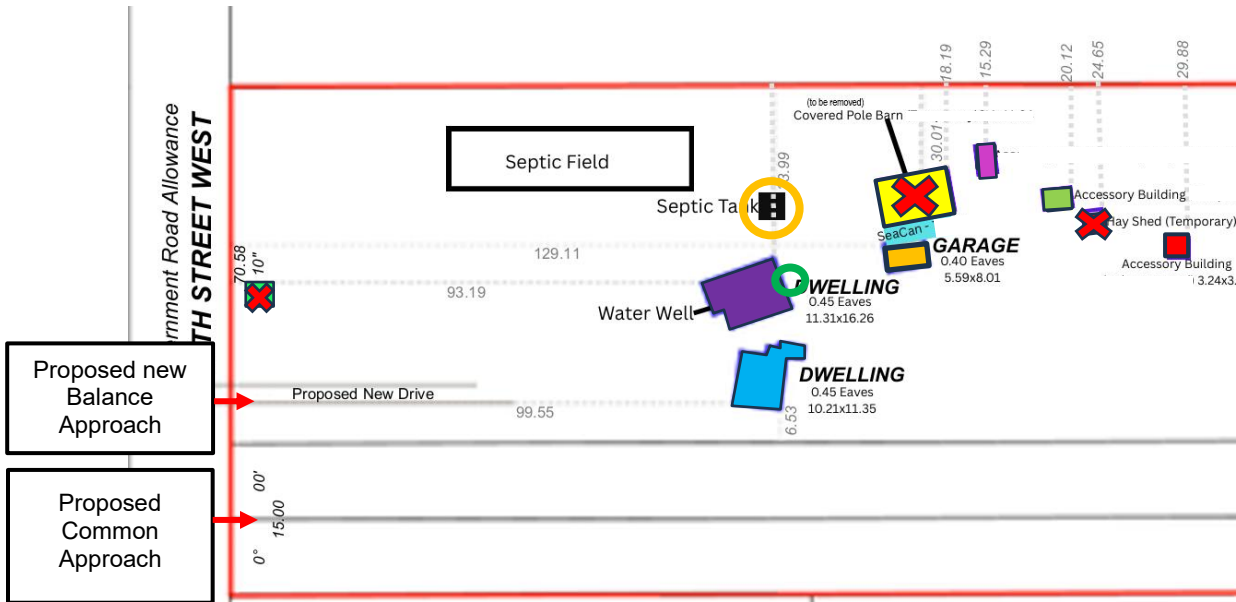 ernment Road Allowance
TH STREET WEST
70.58
10"
Septic Field
Septic Tank
3.99
(to be removed)
Covered Pole Barn
30.01
18.19
15.29
20.12
24.65
29.88
SeaCan -
GARAGE
0.40 Eaves
5.59x8.01
Accessory Building
Hay Shed (Temporary)
Accessory Building
3.24x3.
129.11
93.19
Water Well
DWELLING
0.45 Eaves
11.31x16.26
DWELLING
0.45 Eaves
10.21x11.35
6.53
Proposed new
Balance
Approach
Proposed New Drive
99.55
Proposed
Common
Approach
00'
15.00
0°